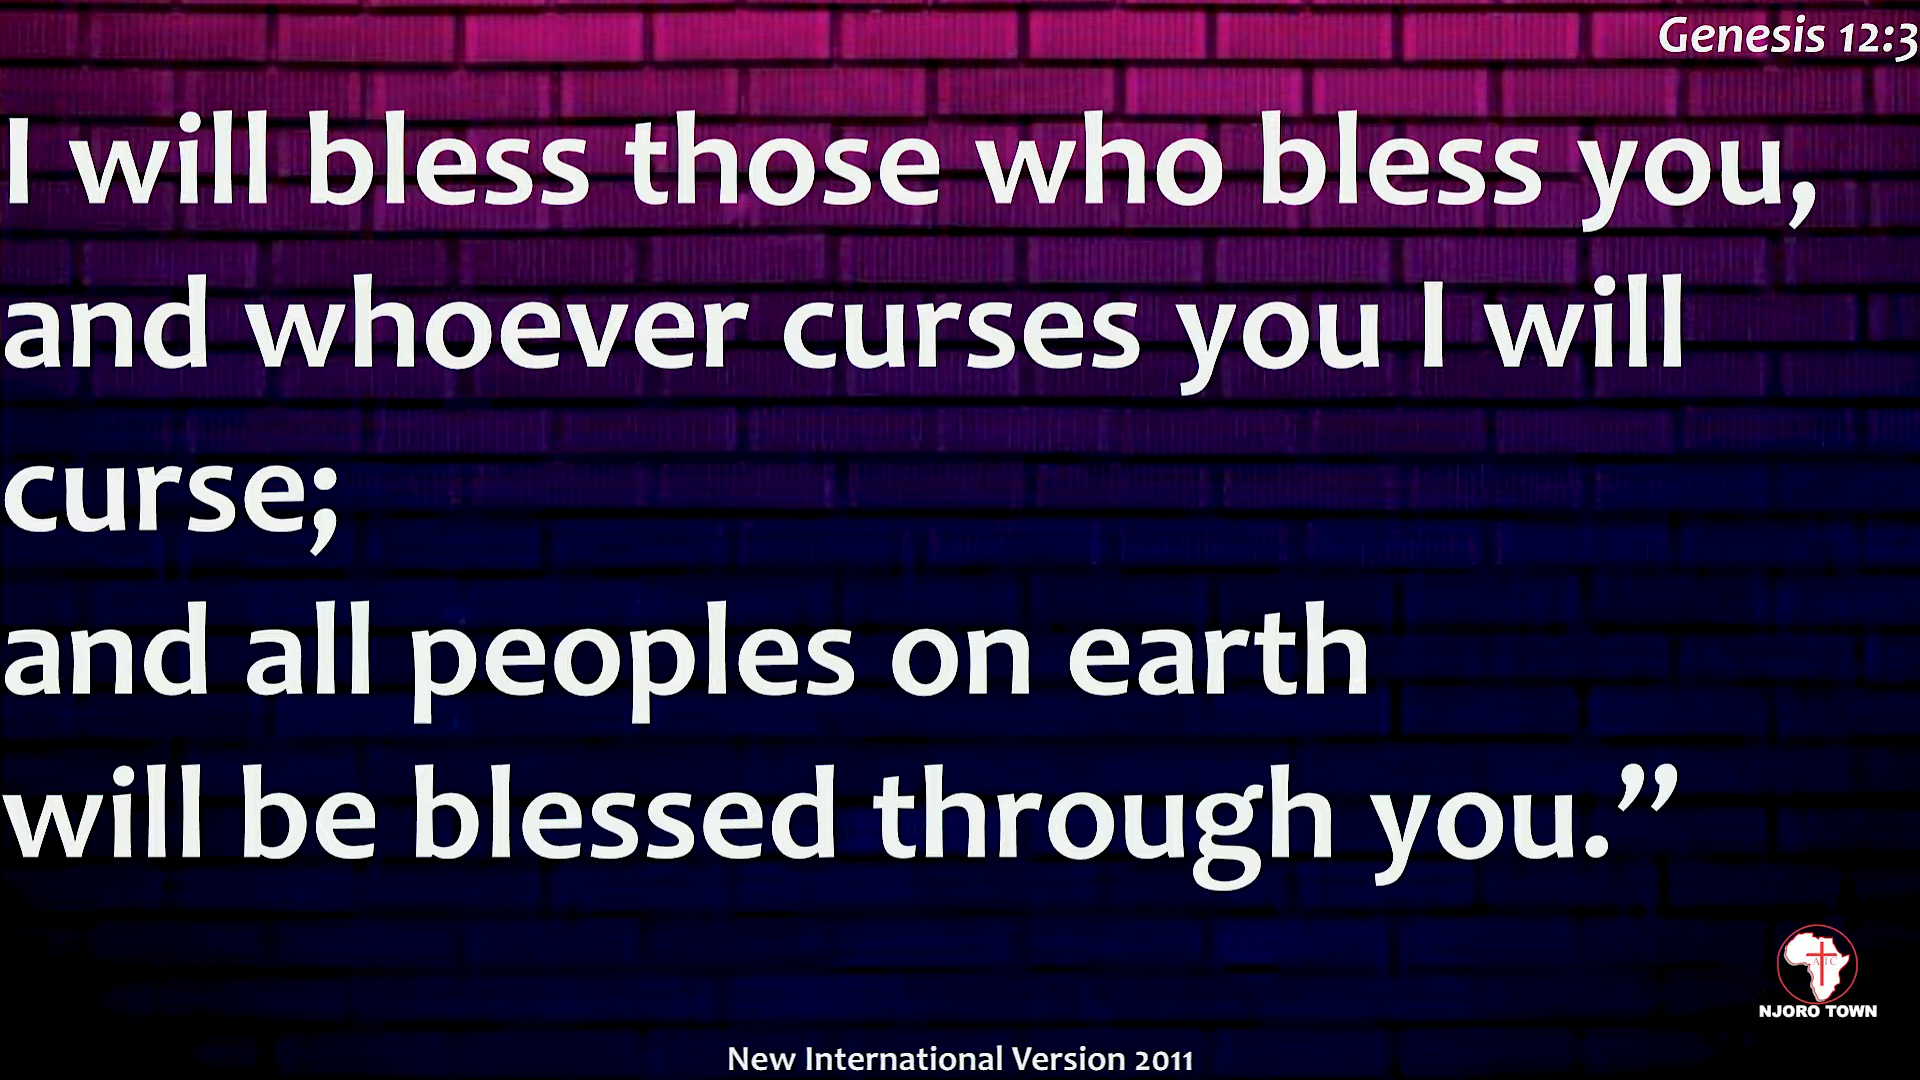 Genesis 12:3
I will bless those who bless you,
and whoever curses you I will
curse;
and all peoples on earth
will be blessed through you.”
AIC
NJORO TOWN
New International Version 2011